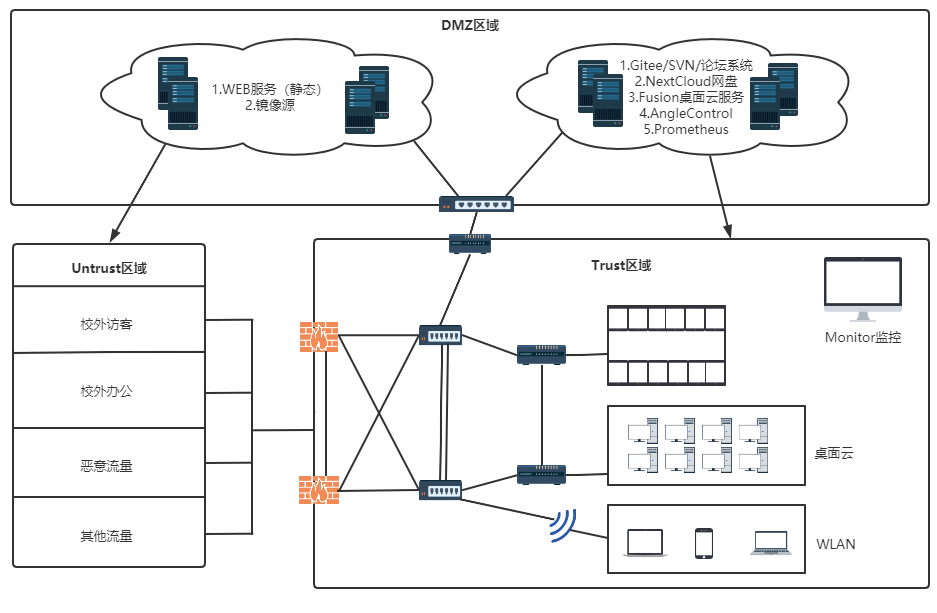 DMZ区域
1.WEB服务（静态）
2.镜像源
1.Gitee/SVN/论坛系统
2.NextCloud网盘
3.Fusion桌面云服务
4.AngleControl
5.Prometheus
Untrust区域
校外访客
校外办公
恶意流量
其他流量
Trust区域
Monitor监控
桌面云
WLAN